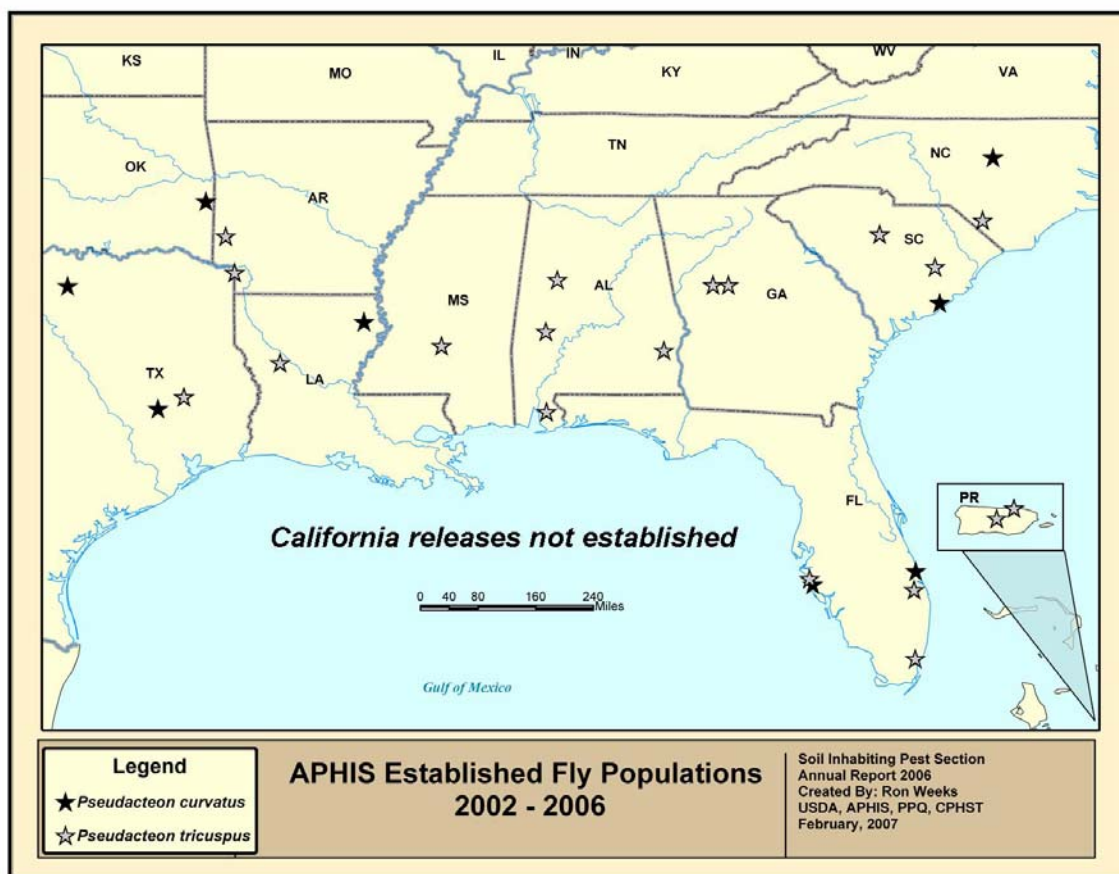 KS
MO
IL
IN
KY
WV
VA
OK
AR
TN
NC
SC
MS
AL
GA
TX
LA
FL
PR
California releases not established
0 40 80 160 240
Miles
Gulf of Mexico
Legend
Pseudacteon curvatus
Pseudacteon tricuspus
APHIS Established Fly Populations
2002 - 2006
Soil Inhabiting Pest Section
Annual Report 2006
Created By: Ron Weeks
USDA, APHIS, PPQ, CPHST
February, 2007